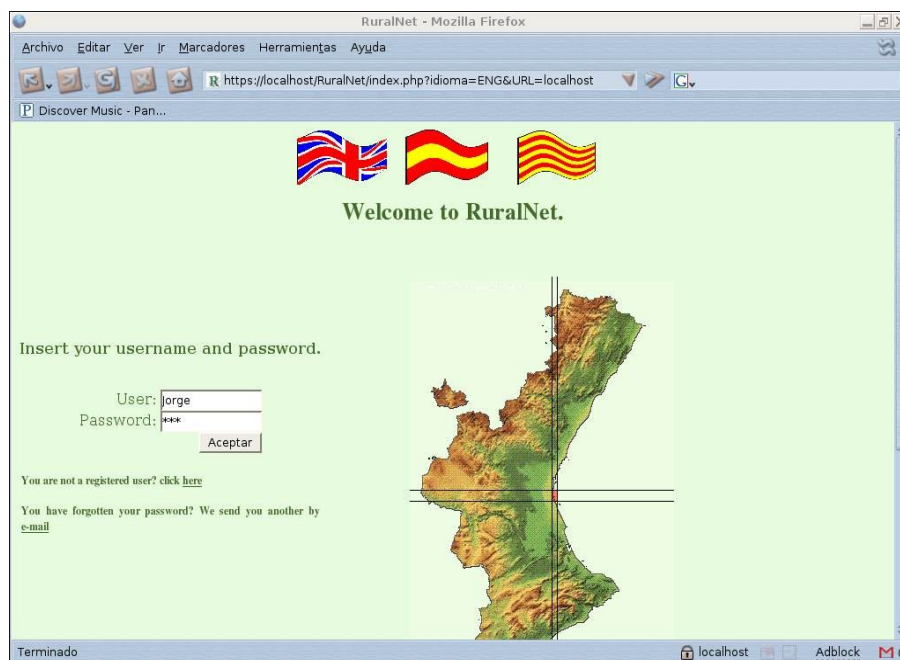 RuralNet - Mozilla Firefox
Archivo Editar Ver Ir Marcadores Herramientas Ayuda
R https://localhost/RuralNet/index.php?idioma=ENG&URL=localhost G
P Discover Music - Pan...
Welcome to RuralNet.
Insert your username and password.
User: Jorge
Password: ***
Aceptar
You are not a registered user? click here
You have forgotten your password? We send you another by
e-mail
Terminado localhost Adblock M